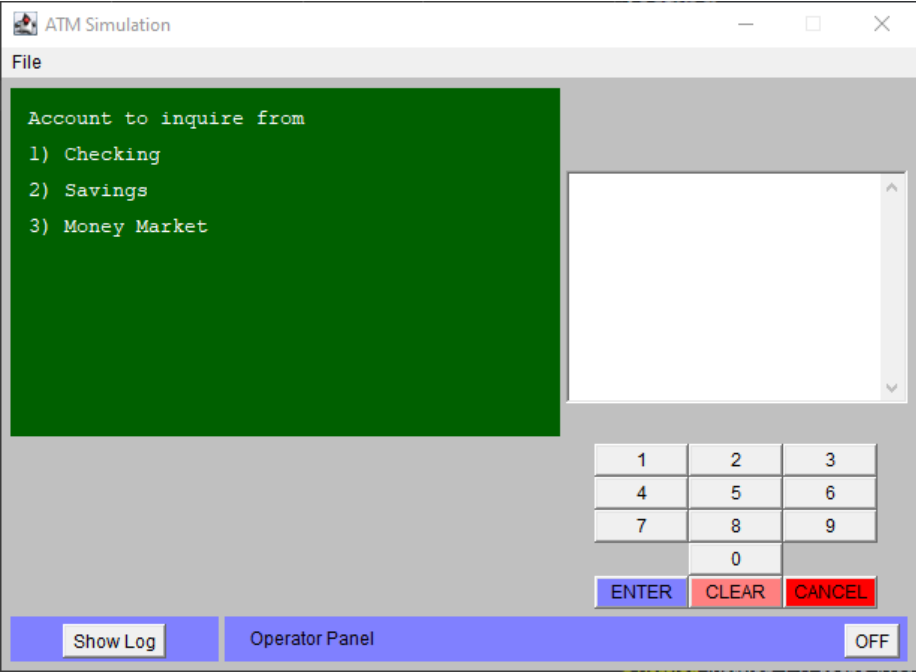 ATM Simulation
File
Account to inquire from
1) Checking
2) Savings
3) Money Market
1 2 3
4 5 6
7 8 9
0
ENTER CLEAR CANCEL
Show Log Operator Panel OFF